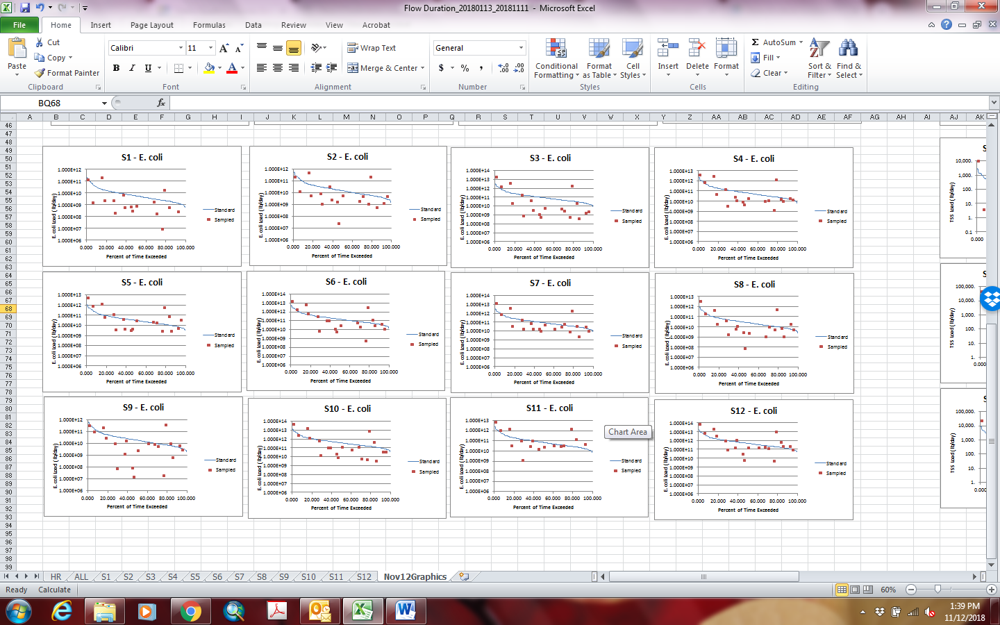 Flow Duration_20180113_20181111 - Microsoft Excel
File Home Insert Page Layout Formulas Data Review View Acrobat
Paste Cut Copy Format Painter
Calibri 11
B I U
Wrap Text
Merge & Center
General
$ % ,
Conditional Formatting Format as Table Cell Styles
Insert Delete Format
AutoSum Fill Clear
Sort & Filter Find & Select
Clipboard Font Alignment Number Styles Cells Editing
BQ68 fx
A B C D E F G H I J K L M N O P Q R S T U V W X Y Z AA AB AC AD AE AF AG AH AI AJ AK
46
47
48
49
50
51
52
53
54
55
56
57
58
59
60
61
62
63
64
65
66
67
68
69
70
71
72
73
74
75
76
77
78
79
80
81
82
83
84
85
86
87
88
89
90
91
92
93
94
95
96
97
98
99
S1 - E. coli
E. coli Load (lb/day)
1.000E+12
1.000E+11
1.000E+10
1.000E+09
1.000E+08
1.000E+07
1.000E+06
0.000 20.000 40.000 60.000 80.000 100.000
Percent of Time Exceeded
Standard
Sampled
S2 - E. coli
E. coli Load (lb/day)
1.000E+12
1.000E+11
1.000E+10
1.000E+09
1.000E+08
1.000E+07
1.000E+06
0.000 20.000 40.000 60.000 80.000 100.000
Percent of Time Exceeded
Standard
Sampled
S3 - E. coli
E. coli Load (lb/day)
1.000E+14
1.000E+13
1.000E+12
1.000E+11
1.000E+10
1.000E+09
1.000E+08
1.000E+07
1.000E+06
0.000 20.000 40.000 60.000 80.000 100.000
Percent of Time Exceeded
Standard
Sampled
S4 - E. coli
E. coli Load (lb/day)
1.000E+13
1.000E+12
1.000E+11
1.000E+10
1.000E+09
1.000E+08
1.000E+07
1.000E+06
0.000 20.000 40.000 60.000 80.000 100.000
Percent of Time Exceeded
Standard
Sampled
10,000.
100.
10.
1.
0.1
0.000
TSS Load (lb/day)
S5 - E. coli
E. coli Load (lb/day)
1.000E+13
1.000E+12
1.000E+11
1.000E+10
1.000E+09
1.000E+08
1.000E+07
1.000E+06
0.000 20.000 40.000 60.000 80.000 100.000
Percent of Time Exceeded
Standard
Sampled
S6 - E. coli
E. coli Load (lb/day)
1.000E+14
1.000E+13
1.000E+12
1.000E+11
1.000E+10
1.000E+09
1.000E+08
1.000E+07
1.000E+06
0.000 20.000 40.000 60.000 80.000 100.000
Percent of Time Exceeded
Standard
Sampled
S7 - E. coli
E. coli Load (lb/day)
1.000E+14
1.000E+13
1.000E+12
1.000E+11
1.000E+10
1.000E+09
1.000E+08
1.000E+07
1.000E+06
0.000 20.000 40.000 60.000 80.000 100.000
Percent of Time Exceeded
Standard
Sampled
S8 - E. coli
E. coli Load (lb/day)
1.000E+13
1.000E+12
1.000E+11
1.000E+10
1.000E+09
1.000E+08
1.000E+07
1.000E+06
0.000 20.000 40.000 60.000 80.000 100.000
Percent of Time Exceeded
Standard
Sampled
100,000.
10,000.
1,000.
100.
10.
1.
0.000
TSS Load (lb/day)
S9 - E. coli
E. coli Load (lb/day)
1.000E+12
1.000E+11
1.000E+10
1.000E+09
1.000E+08
1.000E+07
1.000E+06
0.000 20.000 40.000 60.000 80.000 100.000
Percent of Time Exceeded
Standard
Sampled
S10 - E. coli
E. coli Load (lb/day)
1.000E+14
1.000E+13
1.000E+12
1.000E+11
1.000E+10
1.000E+09
1.000E+08
1.000E+07
1.000E+06
0.000 20.000 40.000 60.000 80.000 100.000
Percent of Time Exceeded
Standard
Sampled
S11 - E. coli
E. coli Load (lb/day)
1.000E+13
1.000E+12
1.000E+11
1.000E+10
1.000E+09
1.000E+08
1.000E+07
1.000E+06
0.000 20.000 40.000 60.000 80.000 100.000
Percent of Time Exceeded
Standard
Sampled
Chart Area
S12 - E. coli
E. coli Load (lb/day)
1.000E+14
1.000E+13
1.000E+12
1.000E+11
1.000E+10
1.000E+09
1.000E+08
1.000E+07
1.000E+06
0.000 20.000 40.000 60.000 80.000 100.000
Percent of Time Exceeded
Standard
Sampled
100,000.
10,000.
1,000.
100.
10.
1.
TSS Load (lb/day)
HR ALL S1 S2 S3 S4 S5 S6 S7 S8 S9 S10 S11 S12 Nov12Graphics
Ready Calculate 60%
1:39 PM
11/12/2018